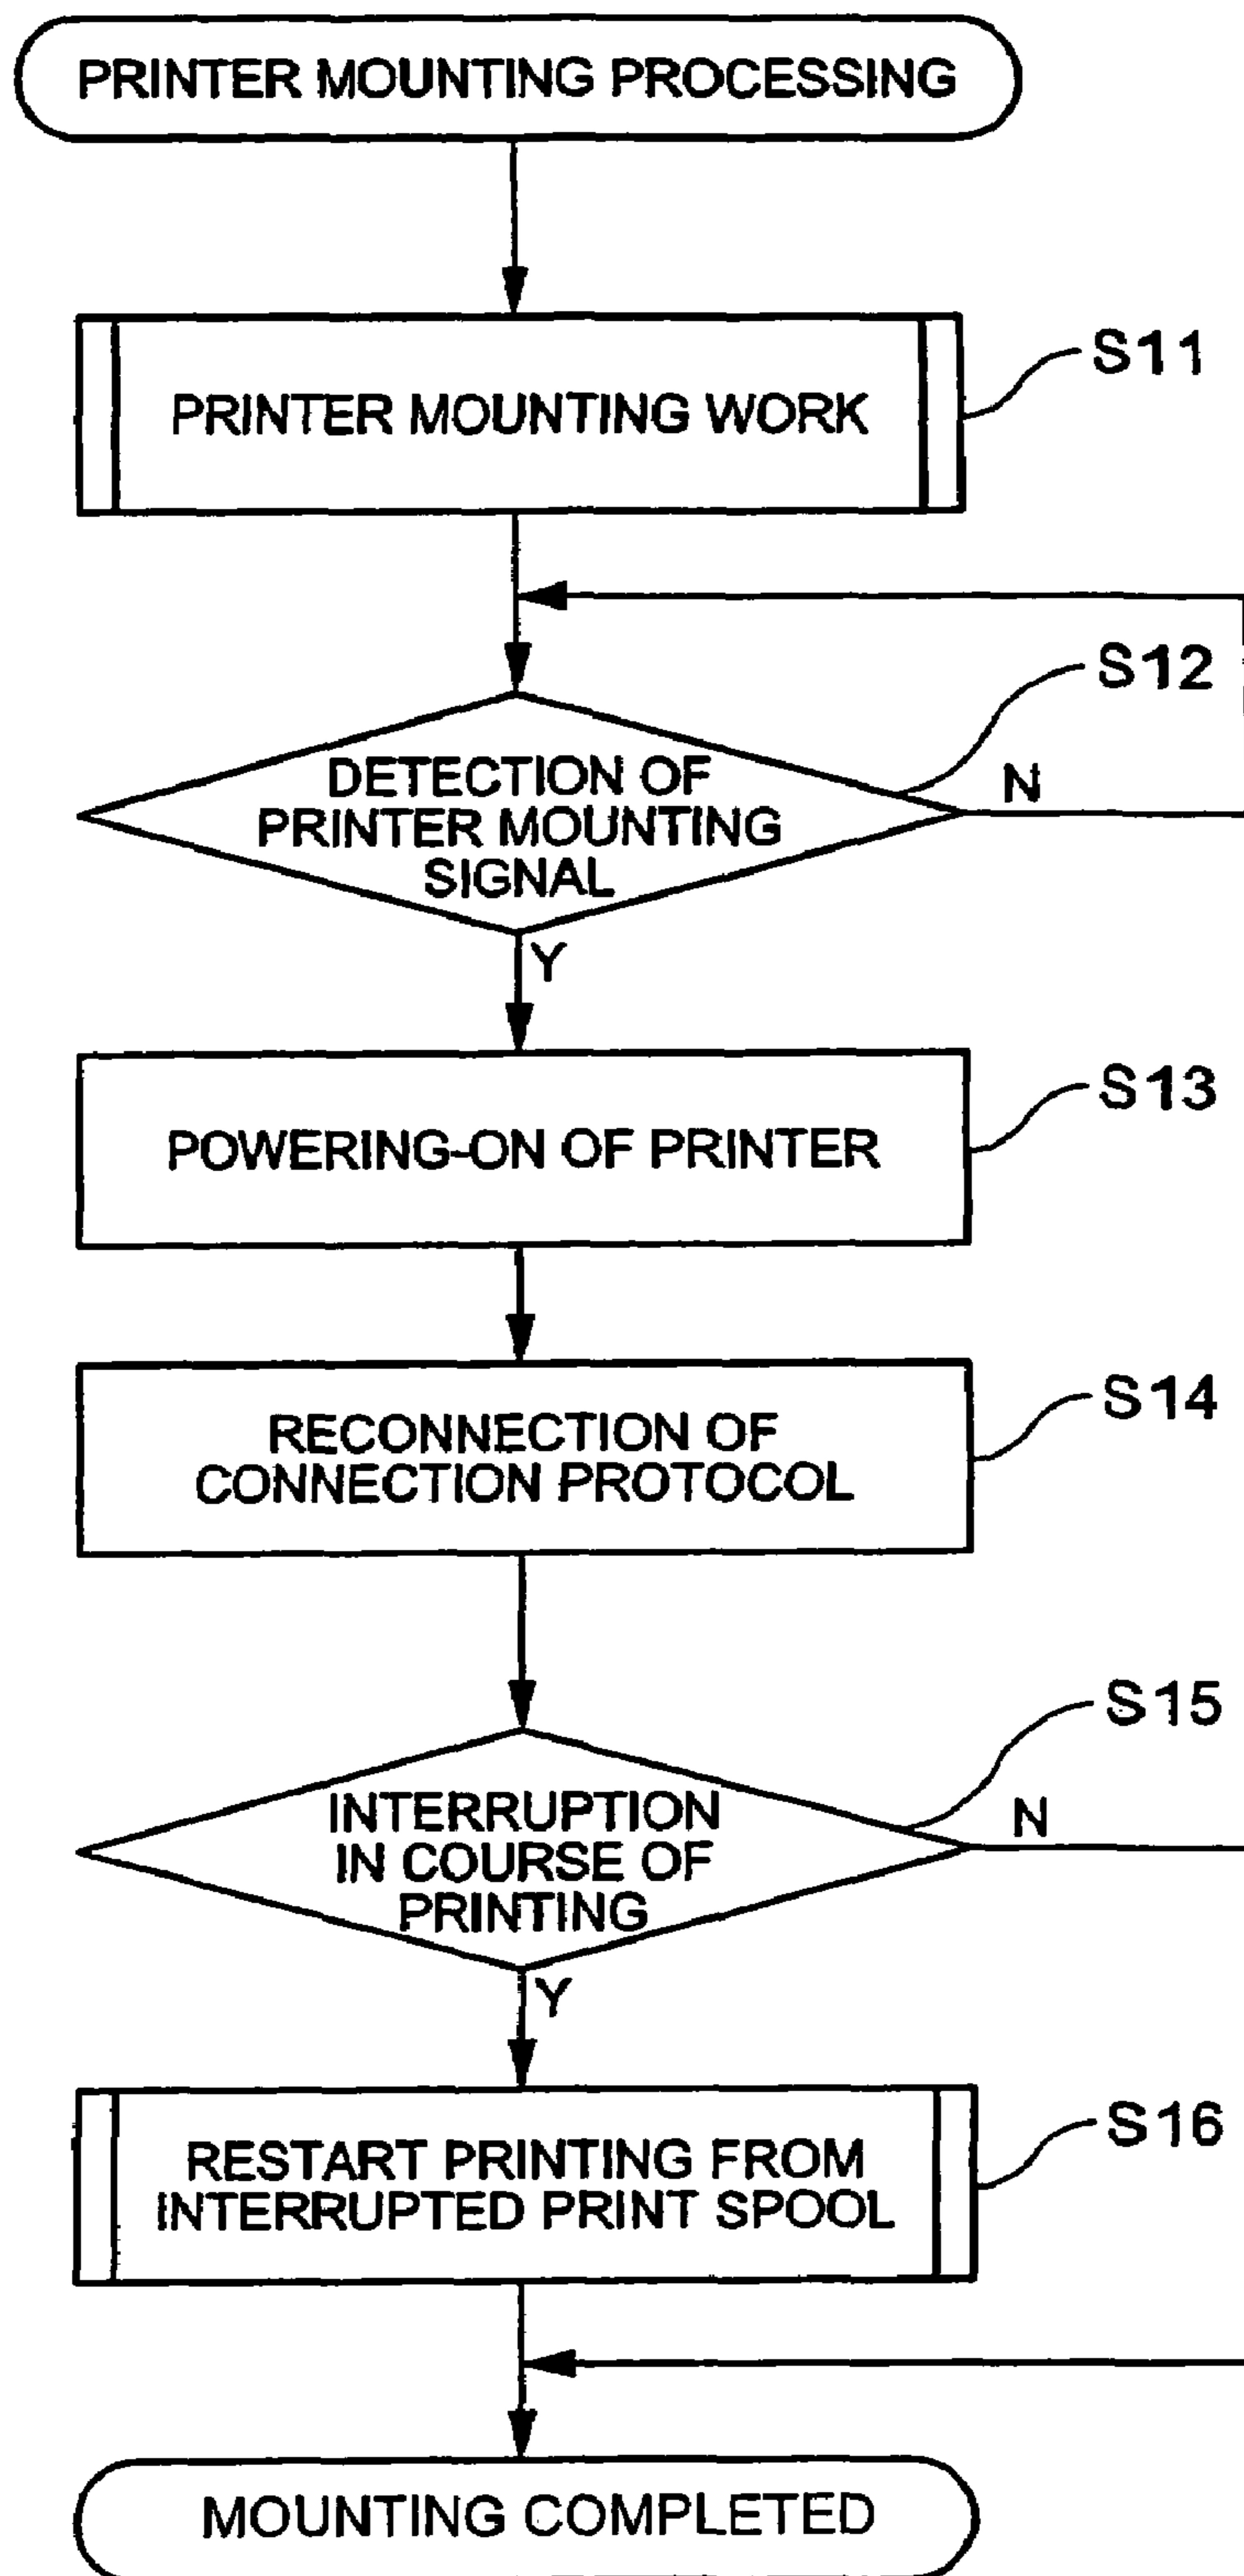 PRINTER MOUNTING PROCESSING
S11
PRINTER MOUNTING WORK
S12
DETECTION OF
PRINTER MOUNTING
SIGNAL
N
Y
S13
POWERING-ON OF PRINTER
S14
RECONNECTION OF
CONNECTION PROTOCOL
S15
INTERRUPTION
IN COURSE OF
PRINTING
N
Y
S16
RESTART PRINTING FROM
INTERRUPTED PRINT SPOOL
MOUNTING COMPLETED